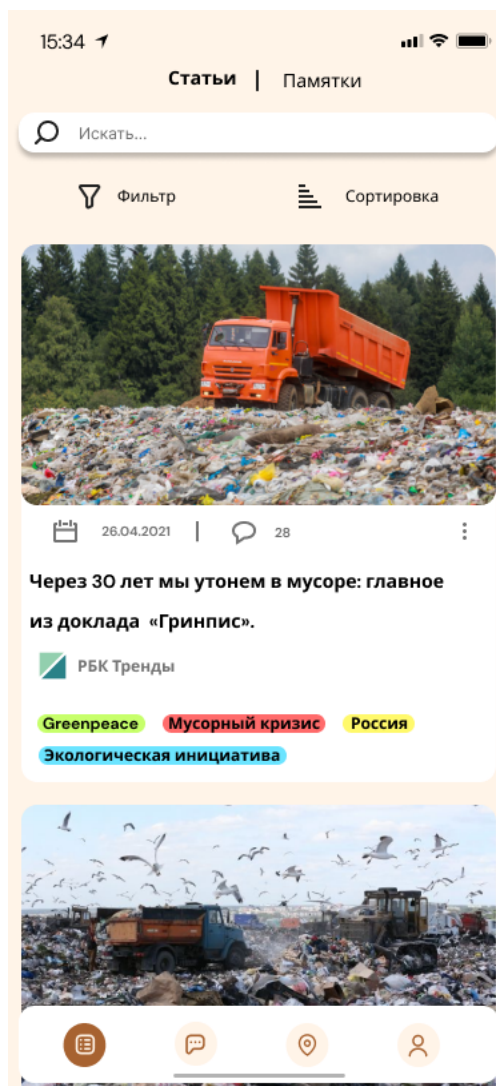 15:34
Статьи | Памятки
Искать...
Фильтр Сортировка
26.04.2021 | 28
Через 30 лет мы утонем в мусоре: главное
из доклада «Гринпис».
РБК Тренды
Greenpeace Мусорный кризис Россия
Экологическая инициатива